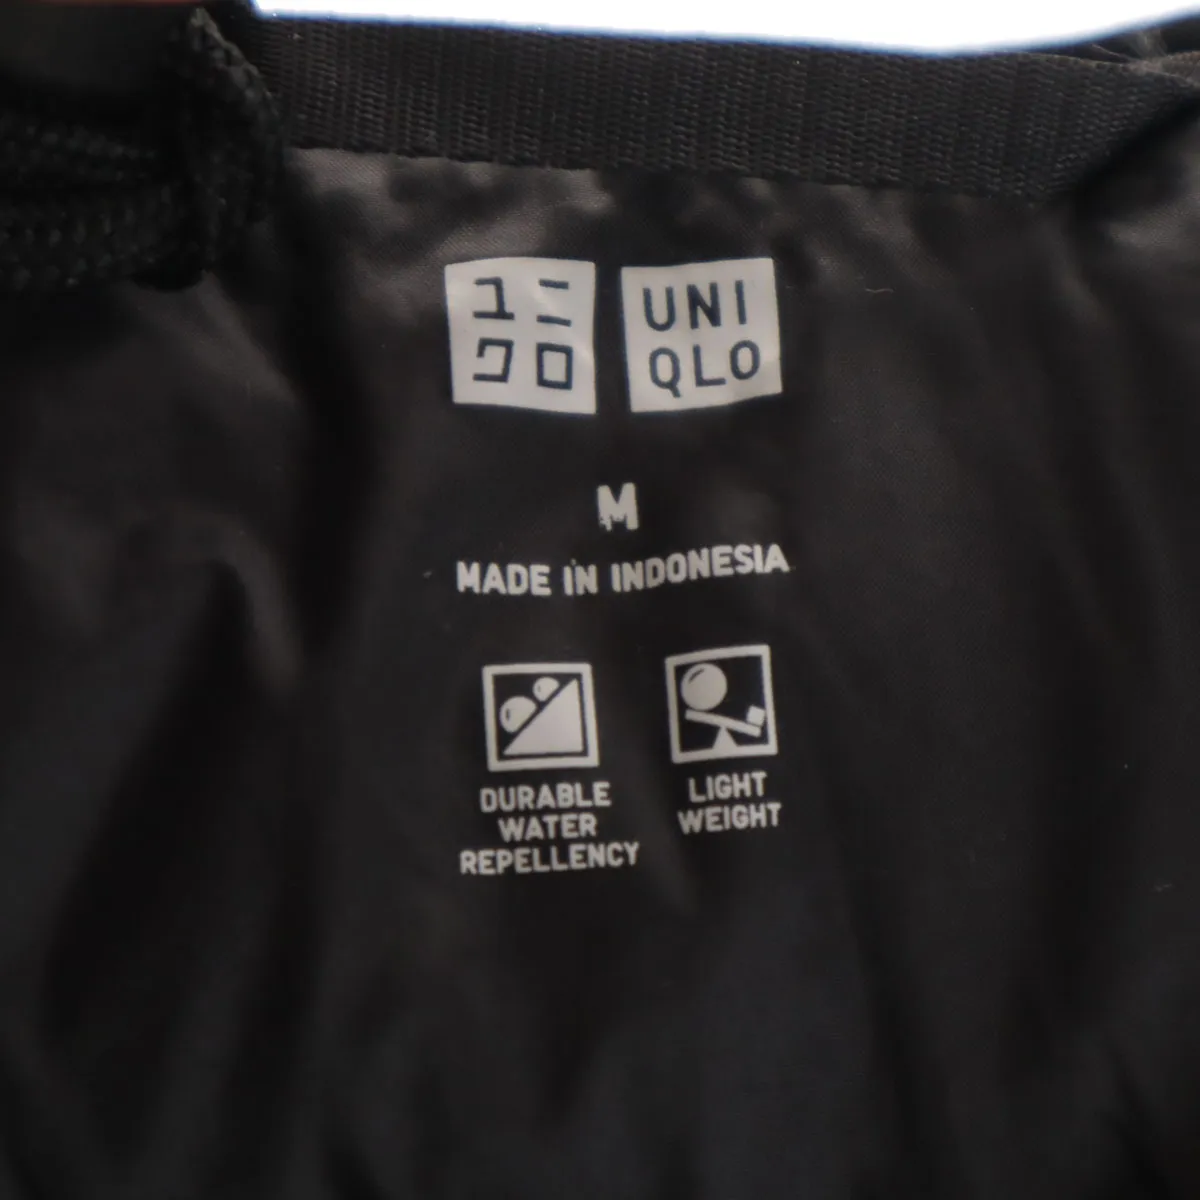 ユニ
クロ
UNI
QLO
M
MADE IN INDONESIA
DURABLE
WATER
REPELLENCY
LIGHT
WEIGHT